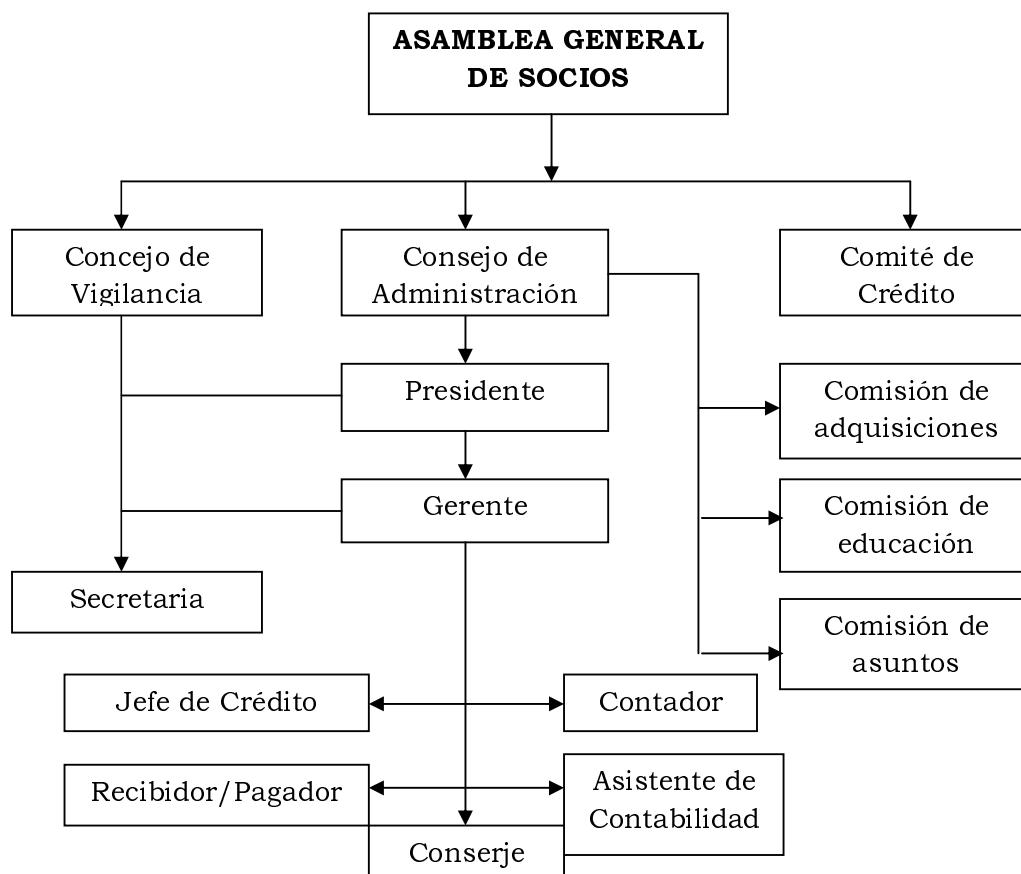 ASAMBLEA GENERAL
DE SOCIOS
Concejo de
Vigilancia
Consejo de
Administración
Comité de
Crédito
Presidente
Comisión de
adquisiciones
Gerente
Comisión de
educación
Secretaria
Comisión de
asuntos
Jefe de Crédito
Contador
Recibidor/Pagador
Asistente de
Contabilidad
Conserje